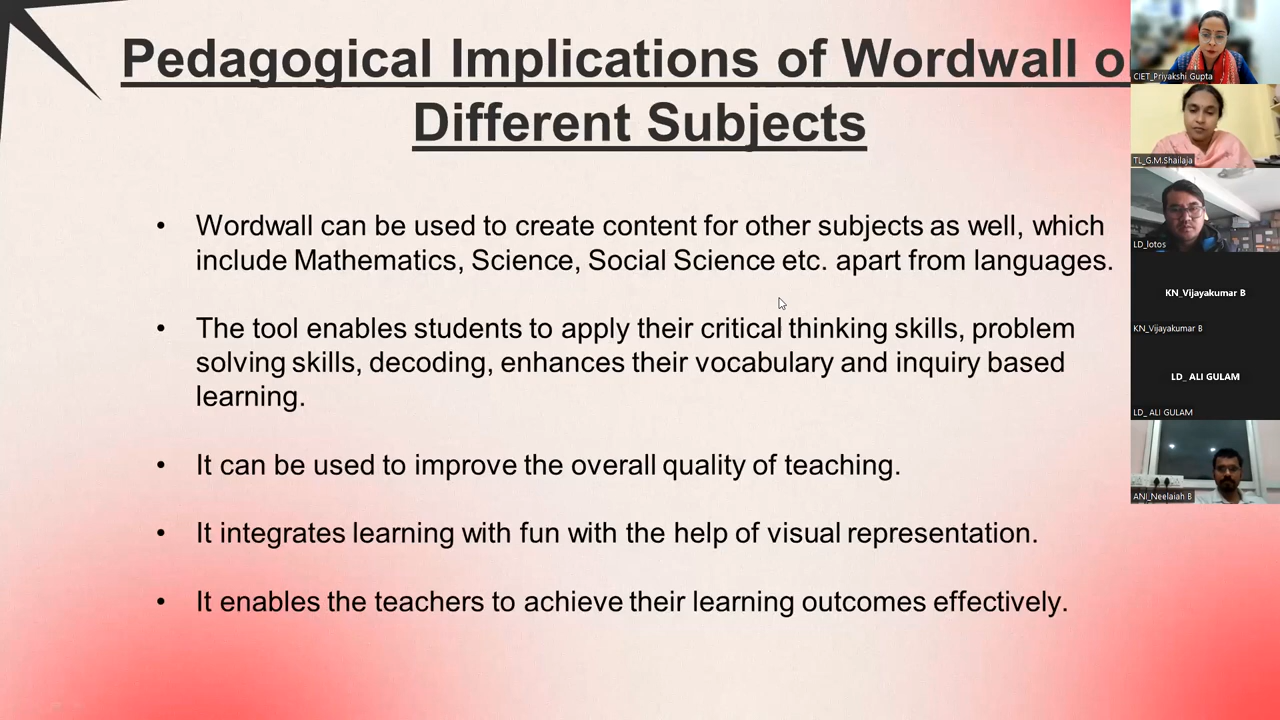 Pedagogical Implications of Wordwall
Different Subjects
• Wordwall can be used to create content for other subjects as well, which
include Mathematics, Science, Social Science etc. apart from languages.
• The tool enables students to apply their critical thinking skills, problem
solving skills, decoding, enhances their vocabulary and inquiry based
learning.
• It can be used to improve the overall quality of teaching.
• It integrates learning with fun with the help of visual representation.
• It enables the teachers to achieve their learning outcomes effectively.
CIET_Priyakshi Gupta
TL_G.M.Shailaja
LD_lotos
KN_Vijayakumar B
KN_Vijayakumar B
LD_ ALI GULAM
LD_ ALI GULAM
ANI_Neelaiah B